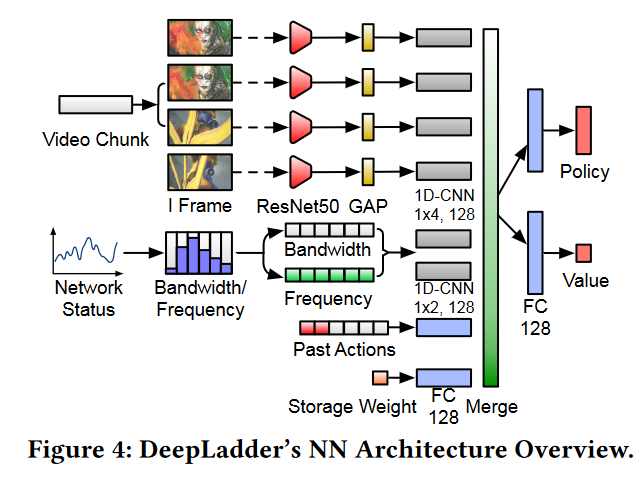 Video Chunk
I Frame
ResNet50
GAP
1D-CNN
1x4, 128
Network
Status
Bandwidth/
Frequency
Bandwidth
Frequency
1D-CNN
1x2, 128
Past Actions
Storage Weight
FC
128
Merge
Policy
Value
FC
128
Figure 4: DeepLadder's NN Architecture Overview.